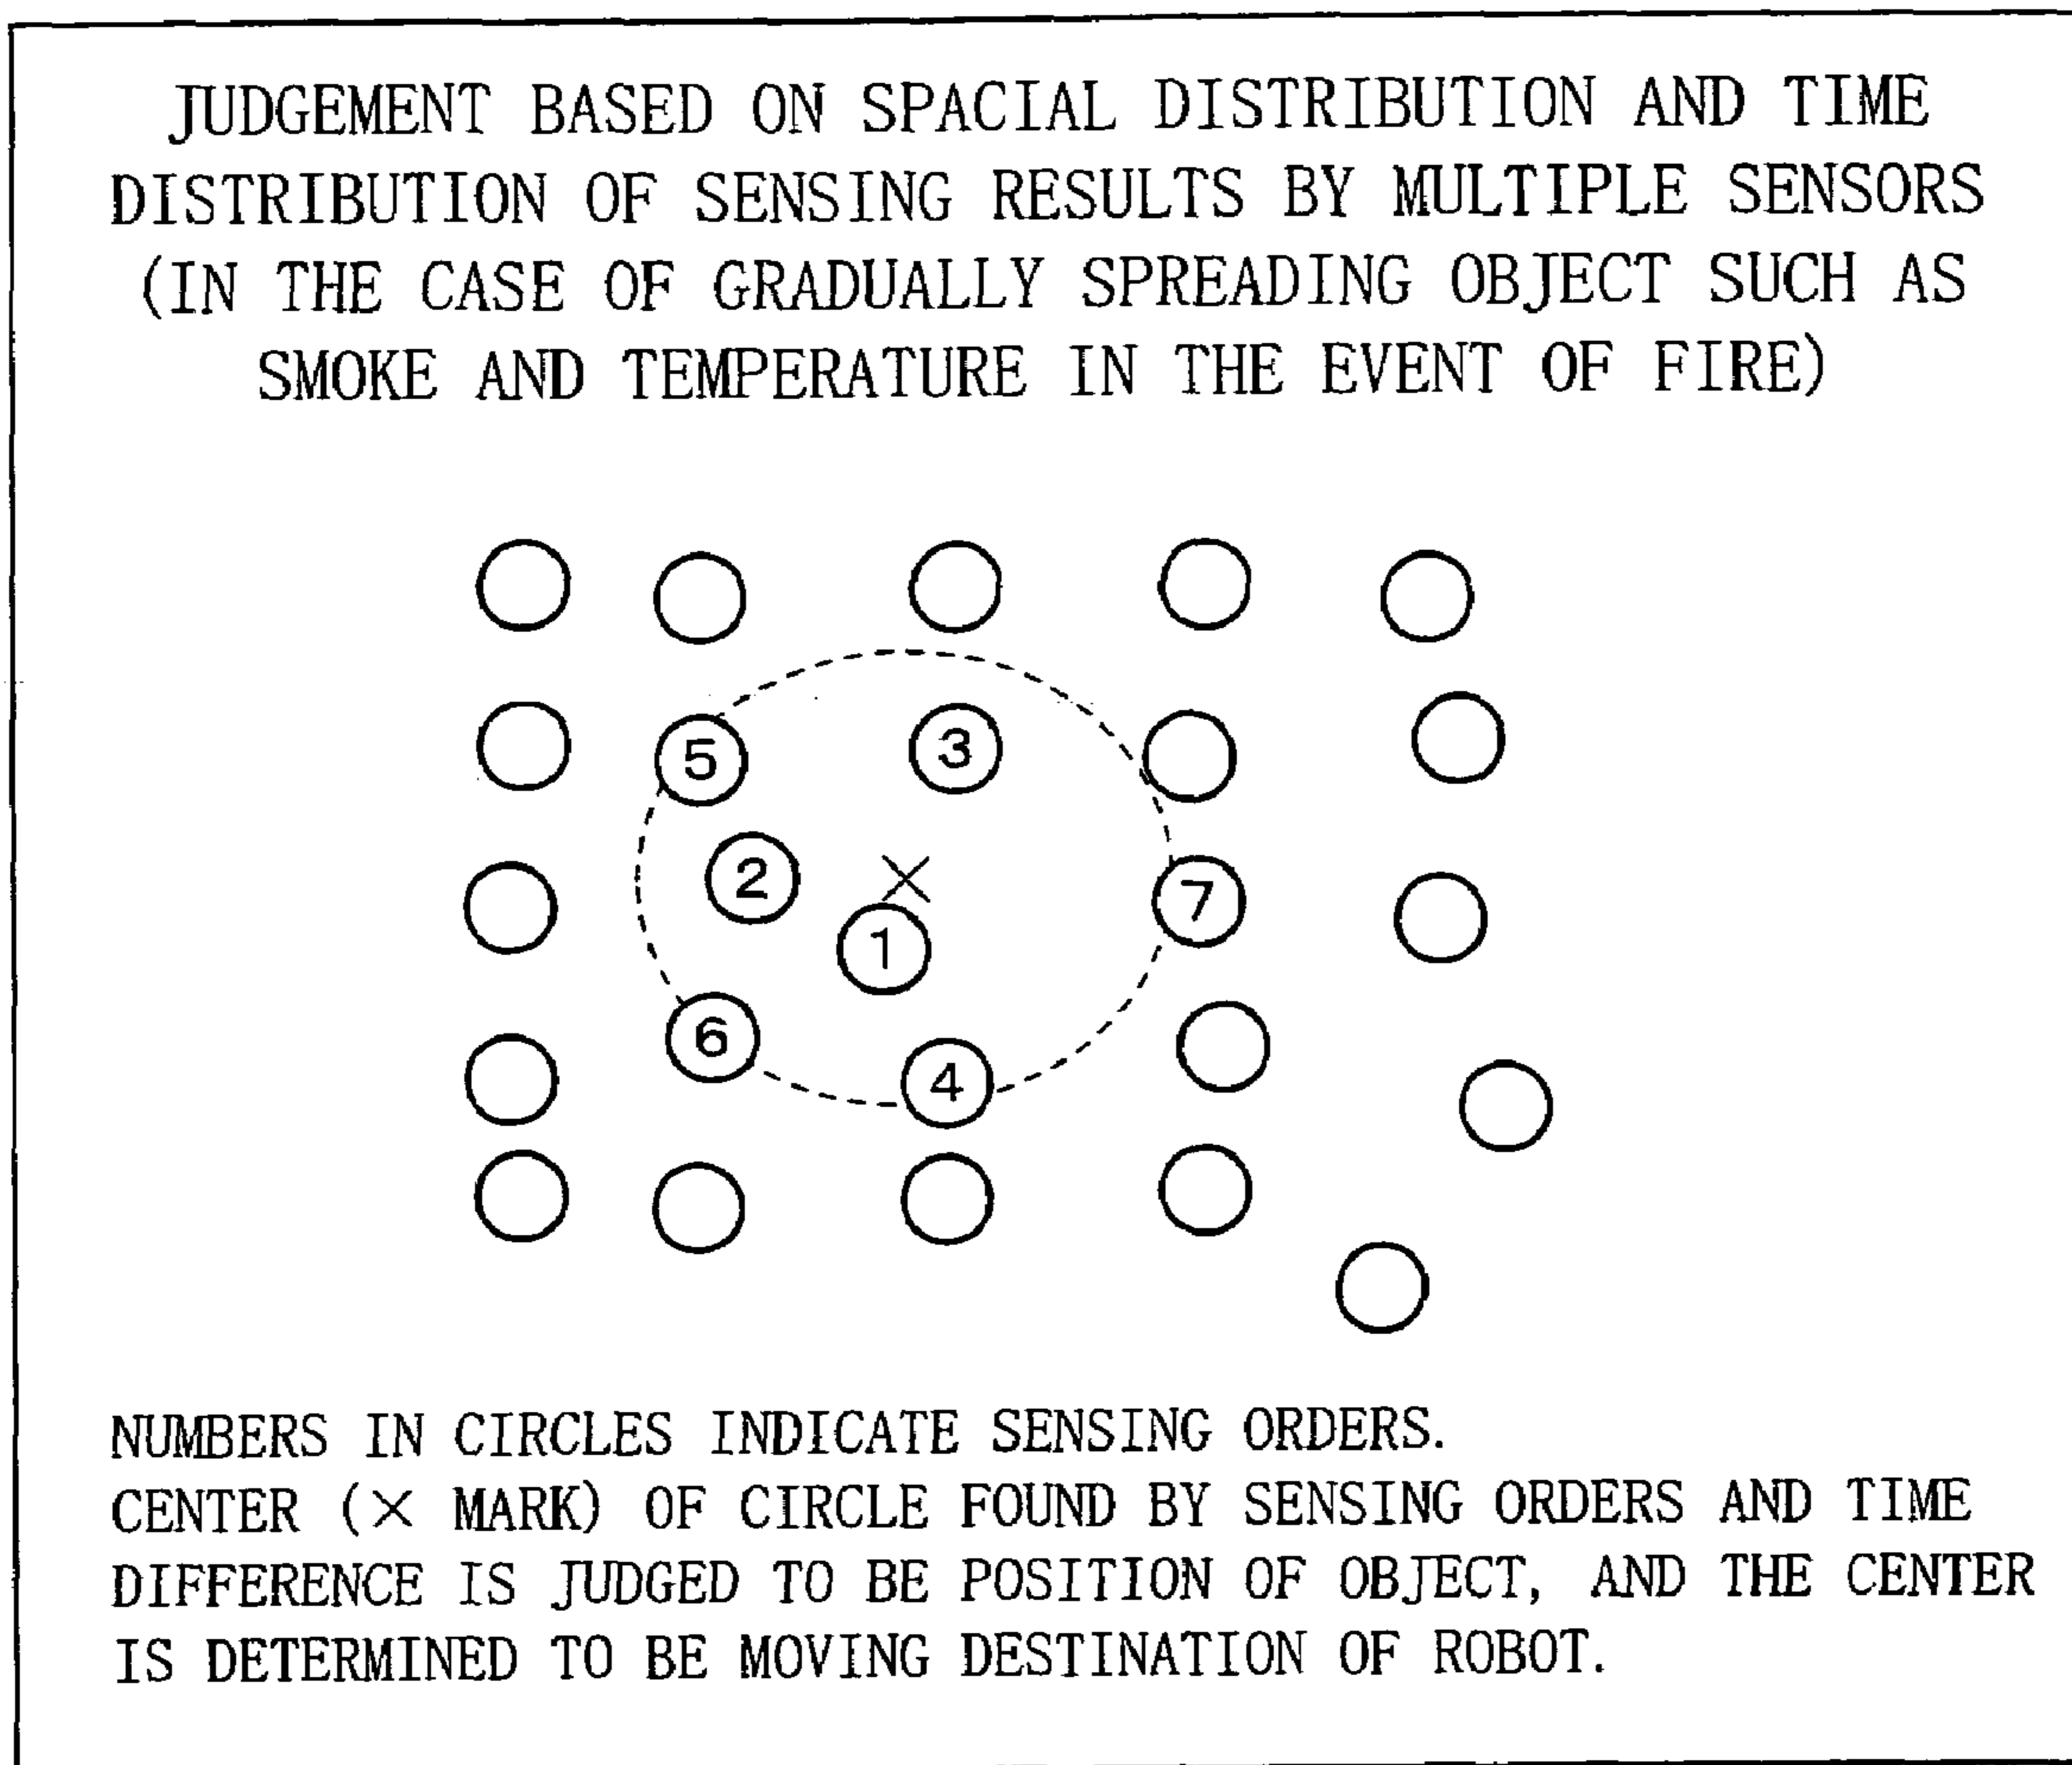 JUDGEMENT BASED ON SPACIAL DISTRIBUTION AND TIME
DISTRIBUTION OF SENSING RESULTS BY MULTIPLE SENSORS
(IN THE CASE OF GRADUALLY SPREADING OBJECT SUCH AS
SMOKE AND TEMPERATURE IN THE EVENT OF FIRE)
5 3
2
7
1
6
4
NUMBERS IN CIRCLES INDICATE SENSING ORDERS.
CENTER (× MARK) OF CIRCLE FOUND BY SENSING ORDERS AND TIME
DIFFERENCE IS JUDGED TO BE POSITION OF OBJECT, AND THE CENTER
IS DETERMINED TO BE MOVING DESTINATION OF ROBOT.